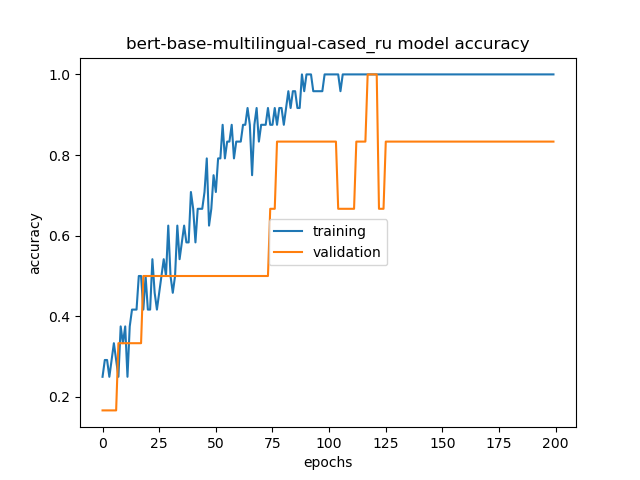 bert-base-multilingual-cased_ru model accuracy
1.0
0.8
0.6
0.4
0.2
accuracy
training
validation
0 25 50 75 100 125 150 175 200
epochs